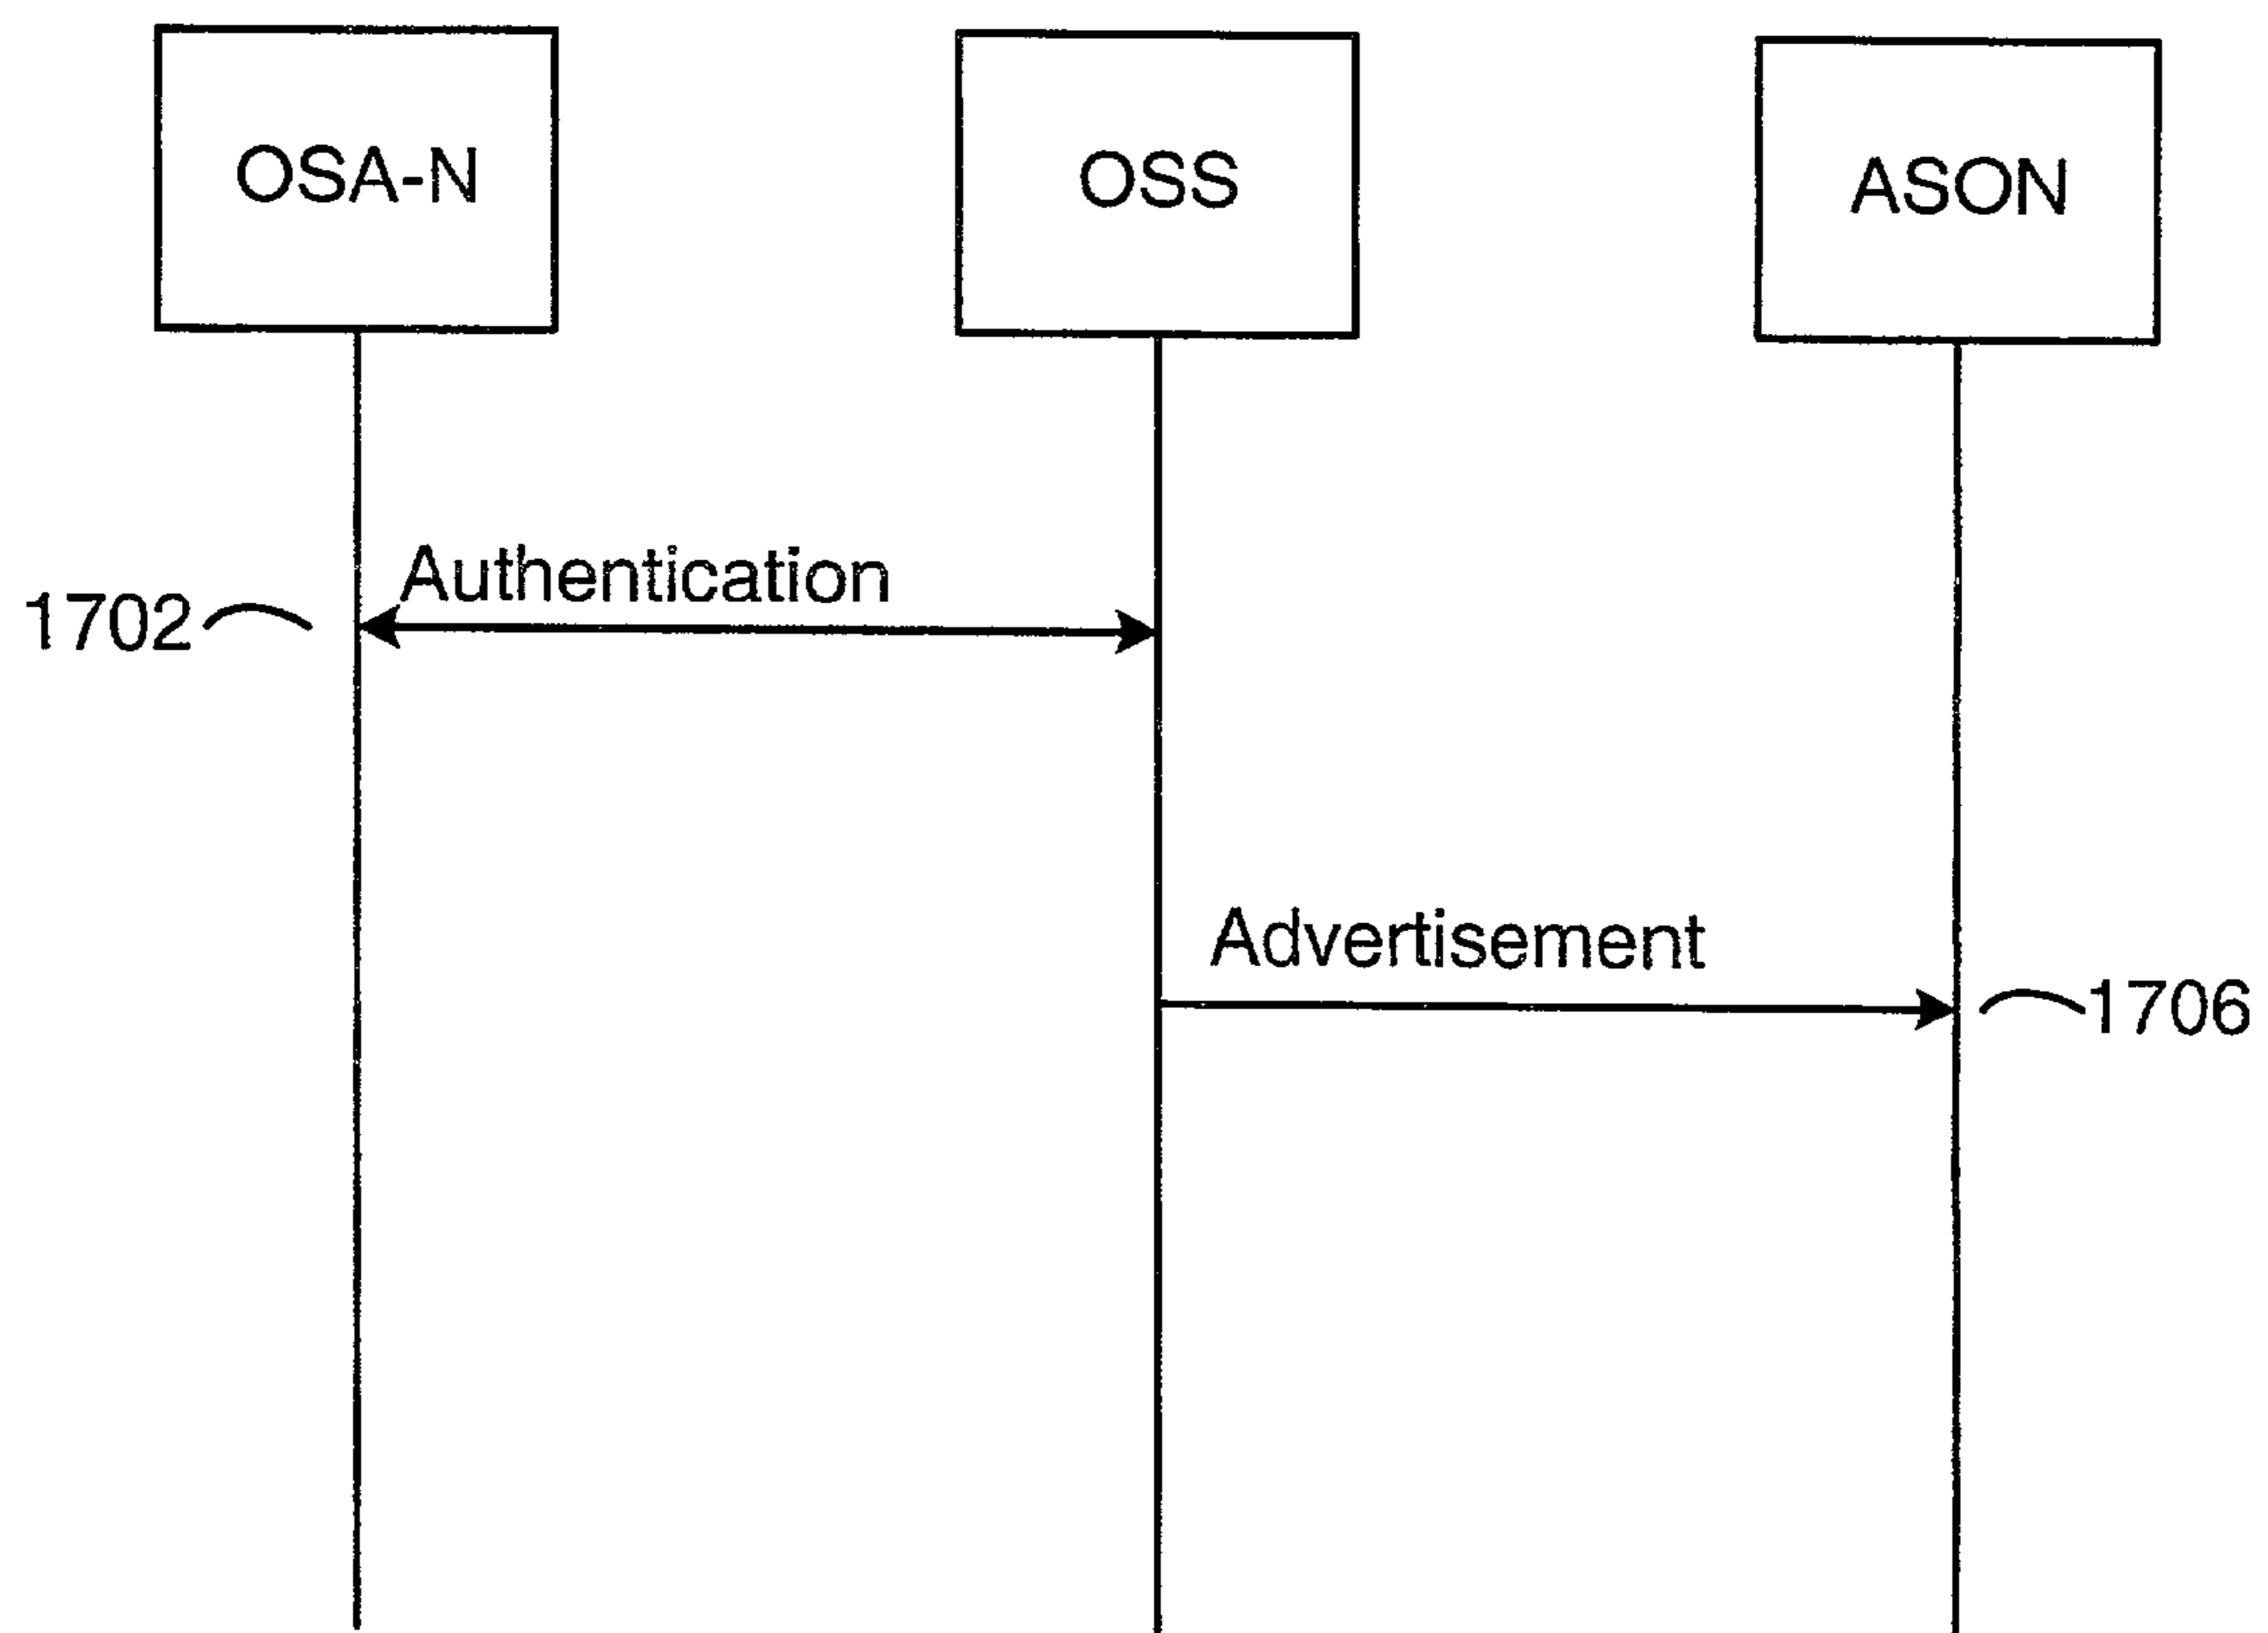 OSA-N
OSS
ASON
Authentication
1702
Advertisement
1706